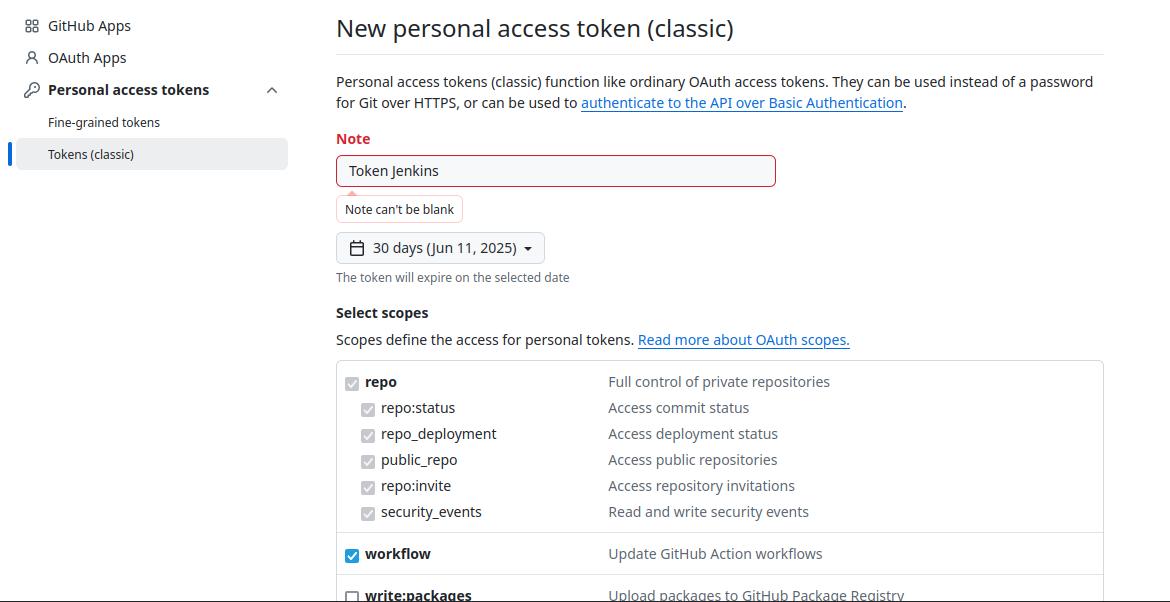 GitHub Apps
OAuth Apps
Personal access tokens
Fine-grained tokens
Tokens (classic)
New personal access token (classic)
Personal access tokens (classic) function like ordinary OAuth access tokens. They can be used instead of a password
for Git over HTTPS, or can be used to authenticate to the API over Basic Authentication.
Note
Token Jenkins
Note can't be blank
30 days (Jun 11, 2025)
The token will expire on the selected date
Select scopes
Scopes define the access for personal tokens. Read more about OAuth scopes.
repo Full control of private repositories
repo:status Access commit status
repo_deployment Access deployment status
public_repo Access public repositories
repo:invite Access repository invitations
security_events Read and write security events
workflow Update GitHub Action workflows
write:packages Upload packages to GitHub Package Registry